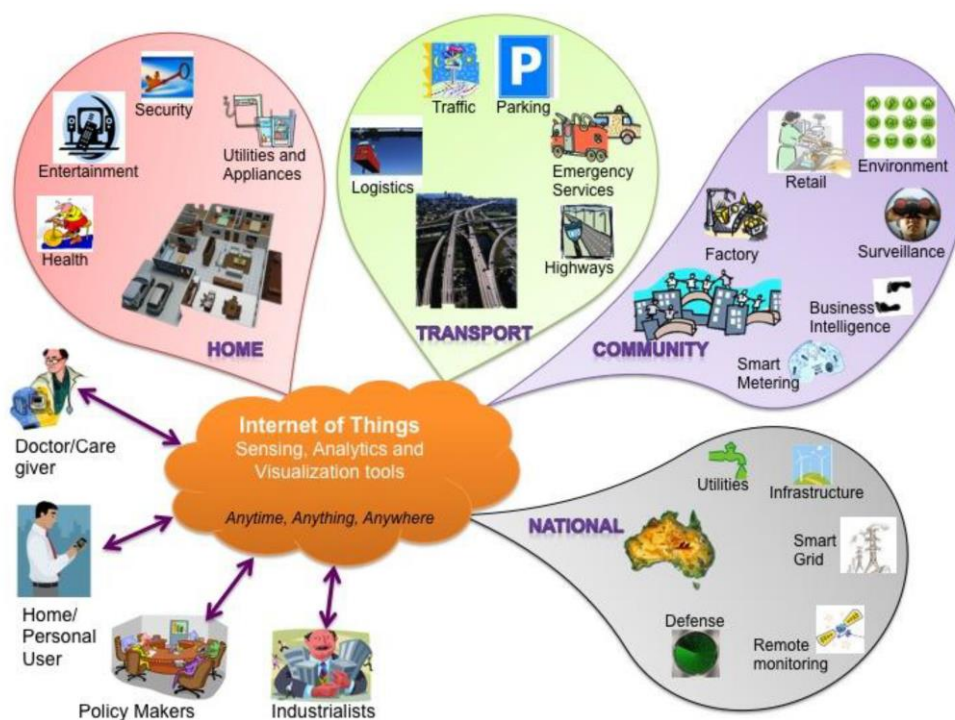 Security
Entertainment
Utilities and
Appliances
Health
HOME
Traffic
P
Parking
Logistics
Emergency
Services
Highways
TRANSPORT
Retail
Environment
Factory
Surveillance
Business
Intelligence
COMMUNITY
Smart
Metering
Internet of Things
Sensing, Analytics and
Visualization tools
Anytime, Anything, Anywhere
Doctor/Care
giver
Home/
Personal
User
Policy Makers
Industrialists
Utilities
Infrastructure
NATIONAL
Smart
Grid
Defense
Remote
monitoring